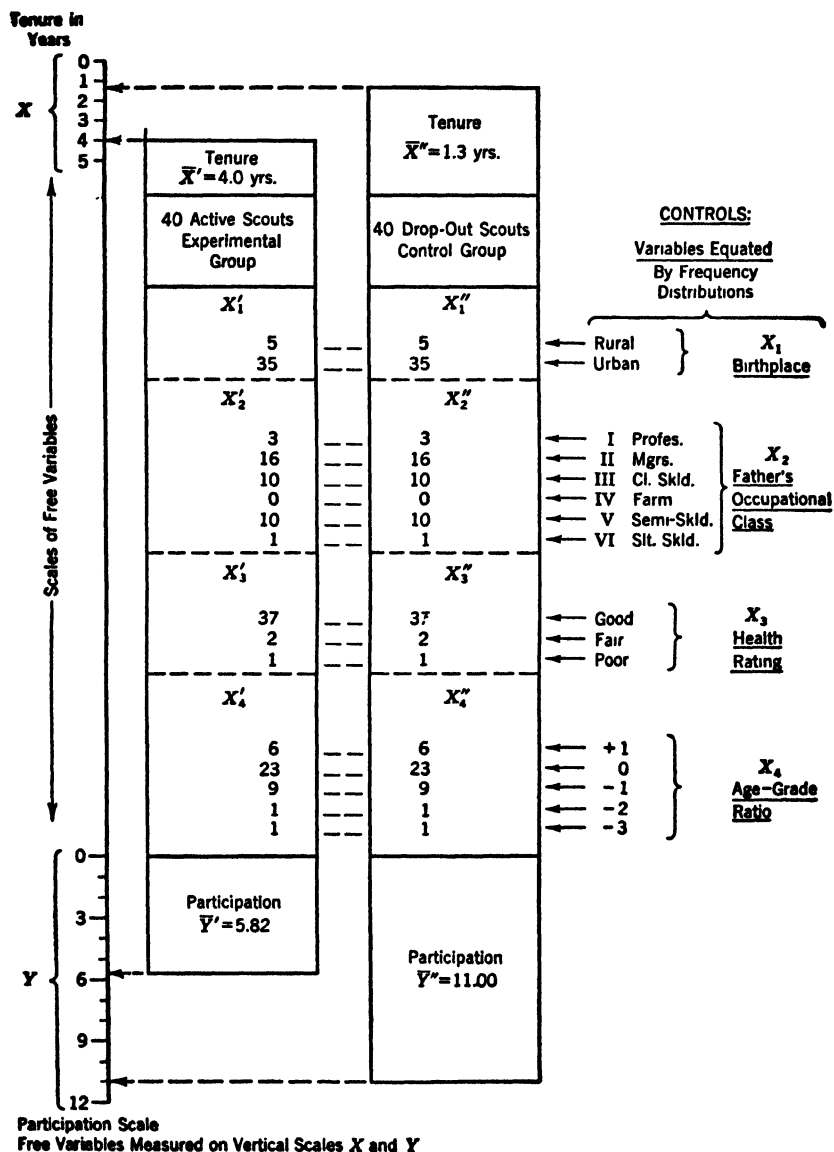 Tenure in
Years
X
0
1
2
3
4
5
Tenure
X̅′=4.0 yrs.
Tenure
X̅″=1.3 yrs.
40 Active Scouts
Experimental
Group
40 Drop-Out Scouts
Control Group
CONTROLS:
Variables Equated
By Frequency
Distributions
Scales of Free Variables
X′₁ X″₁
5 5 Rural
35 35 Urban
X₁
Birthplace
X′₂ X″₂
3 3 I Profes.
16 16 II Mgrs.
10 10 III Cl. Skld.
0 0 IV Farm
10 10 V Semi-Skld.
1 1 VI Slt. Skld.
X₂
Father's
Occupational
Class
X′₃ X″₃
37 37 Good
2 2 Fair
1 1 Poor
X₃
Health
Rating
X′₄ X″₄
6 6 +1
23 23 0
9 9 −1
1 1 −2
1 1 −3
X₄
Age-Grade
Ratio
Y
0
3
6
9
12
Participation
Y̅′=5.82
Participation
Y̅″=11.00
Participation Scale
Free Variables Measured on Vertical Scales X and Y